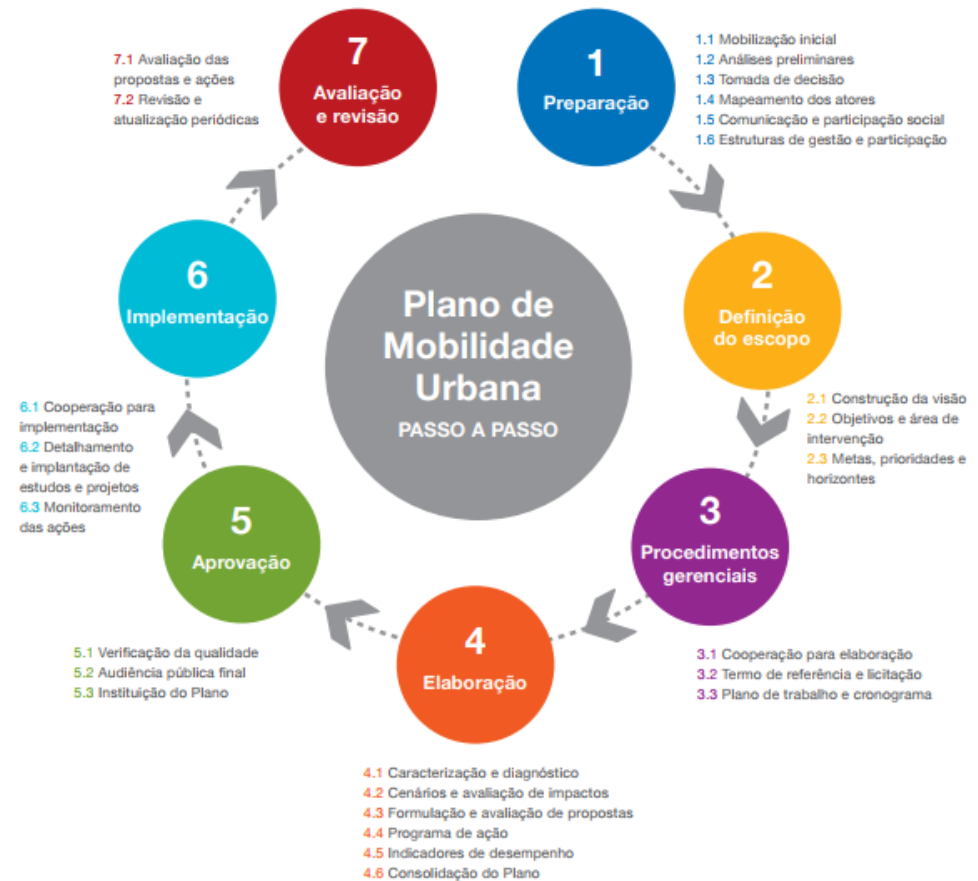 Plano de
Mobilidade
Urbana
PASSO A PASSO
1
Preparação
1.1 Mobilização inicial
1.2 Análises preliminares
1.3 Tomada de decisão
1.4 Mapeamento dos atores
1.5 Comunicação e participação social
1.6 Estruturas de gestão e participação
2
Definição
do escopo
2.1 Construção da visão
2.2 Objetivos e área de
intervenção
2.3 Metas, prioridades e
horizontes
3
Procedimentos
gerenciais
3.1 Cooperação para elaboração
3.2 Termo de referência e licitação
3.3 Plano de trabalho e cronograma
4
Elaboração
4.1 Caracterização e diagnóstico
4.2 Cenários e avaliação de impactos
4.3 Formulação e avaliação de propostas
4.4 Programa de ação
4.5 Indicadores de desempenho
4.6 Consolidação do Plano
5
Aprovação
5.1 Verificação da qualidade
5.2 Audiência pública final
5.3 Instituição do Plano
6
Implementação
6.1 Cooperação para
implementação
6.2 Detalhamento
e implantação de
estudos e projetos
6.3 Monitoramento
das ações
7
Avaliação
e revisão
7.1 Avaliação das
propostas e ações
7.2 Revisão e
atualização periódicas